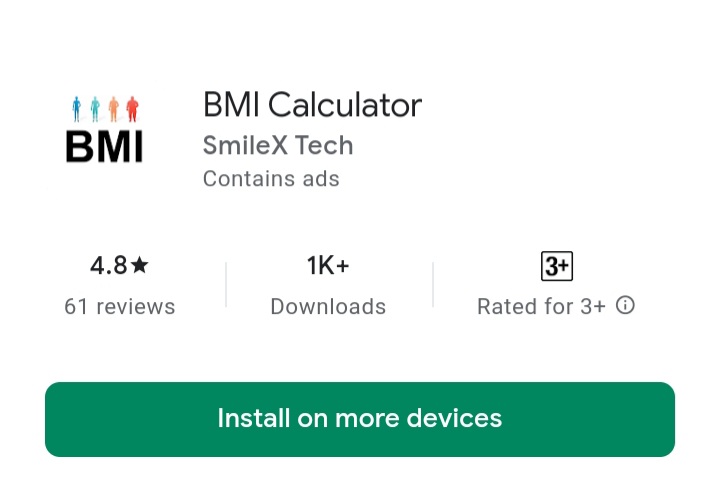 BMI
BMI Calculator
SmileX Tech
Contains ads
4.8★
61 reviews
1K+
Downloads
3+
Rated for 3+
Install on more devices